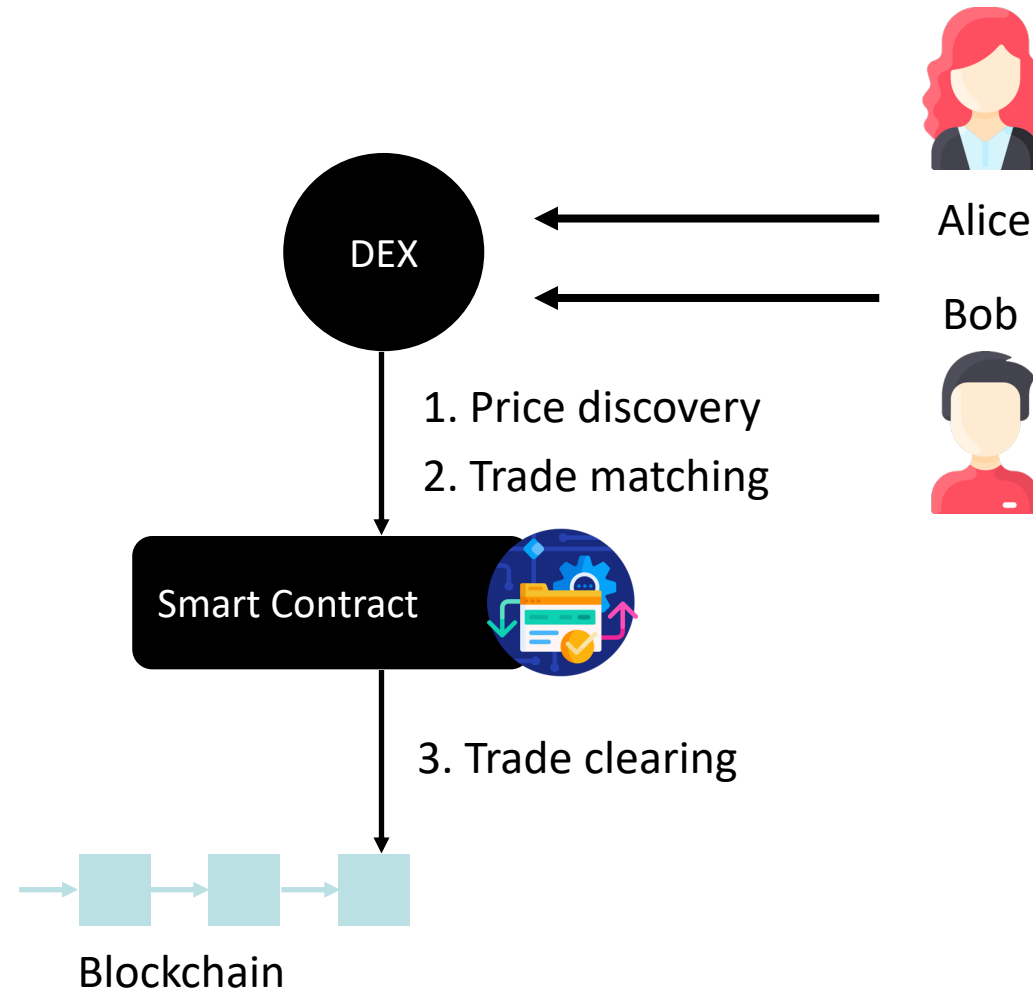 Alice
DEX
Bob
1. Price discovery
2. Trade matching
Smart Contract
3. Trade clearing
Blockchain